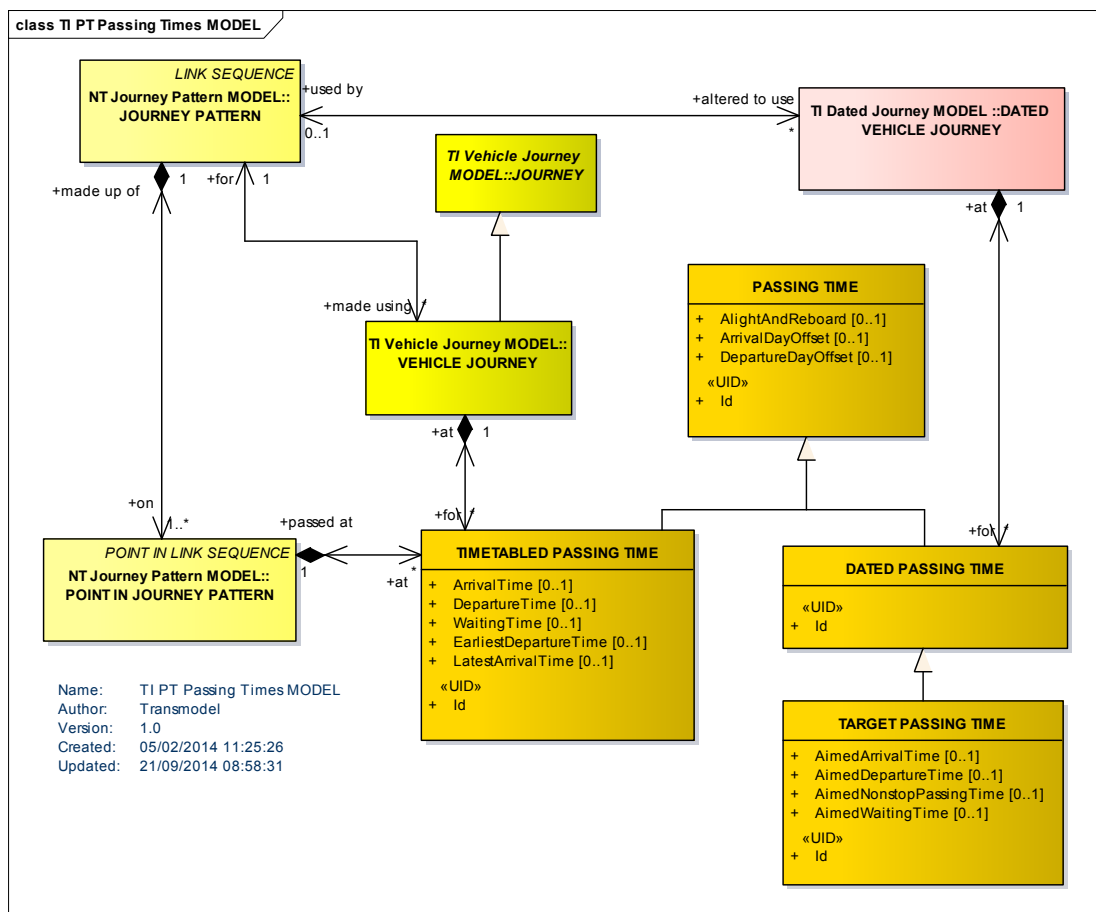 class TI PT Passing Times MODEL
LINK SEQUENCE
NT Journey Pattern MODEL::
JOURNEY PATTERN
+used by
0..1
+altered to use
*
TI Dated Journey MODEL ::DATED
VEHICLE JOURNEY
TI Vehicle Journey
MODEL::JOURNEY
+made up of
1
+for
1
+at
1
PASSING TIME
+ AlightAndReboard [0..1]
+ ArrivalDayOffset [0..1]
+ DepartureDayOffset [0..1]
«UID»
+ Id
+made using
*
TI Vehicle Journey MODEL::
VEHICLE JOURNEY
+at
1
+on
1..*
+passed at
1
+for
*
+at
*
+for
*
POINT IN LINK SEQUENCE
NT Journey Pattern MODEL::
POINT IN JOURNEY PATTERN
TIMETABLED PASSING TIME
+ ArrivalTime [0..1]
+ DepartureTime [0..1]
+ WaitingTime [0..1]
+ EarliestDepartureTime [0..1]
+ LatestArrivalTime [0..1]
«UID»
+ Id
DATED PASSING TIME
«UID»
+ Id
TARGET PASSING TIME
+ AimedArrivalTime [0..1]
+ AimedDepartureTime [0..1]
+ AimedNonstopPassingTime [0..1]
+ AimedWaitingTime [0..1]
«UID»
+ Id
Name: TI PT Passing Times MODEL
Author: Transmodel
Version: 1.0
Created: 05/02/2014 11:25:26
Updated: 21/09/2014 08:58:31